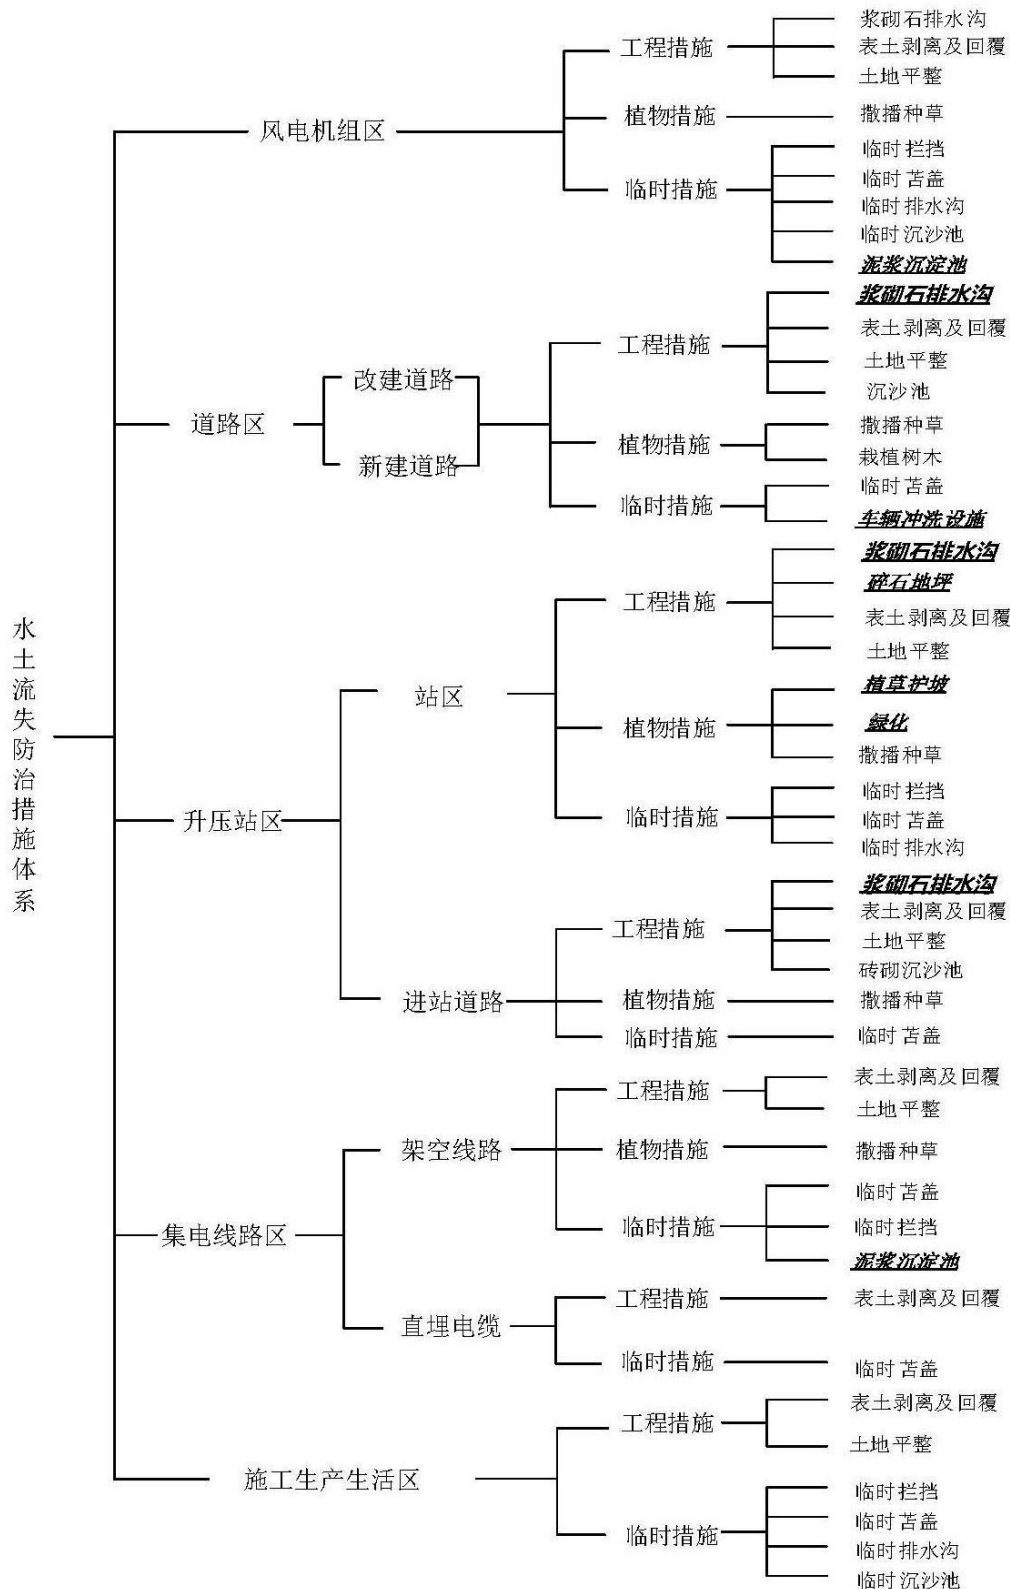 水土流失防治措施体系
风电机组区
工程措施
浆砌石排水沟
表土剥离及回覆
土地平整
植物措施
撒播种草
临时措施
临时拦挡
临时苫盖
临时排水沟
临时沉沙池
泥浆沉淀池
道路区
改建道路
新建道路
工程措施
浆砌石排水沟
表土剥离及回覆
土地平整
沉沙池
植物措施
撒播种草
栽植树木
临时措施
临时苫盖
车辆冲洗设施
升压站区
站区
工程措施
浆砌石排水沟
碎石地坪
表土剥离及回覆
土地平整
植物措施
植草护坡
绿化
撒播种草
临时措施
临时拦挡
临时苫盖
临时排水沟
进站道路
工程措施
浆砌石排水沟
表土剥离及回覆
土地平整
砖砌沉沙池
植物措施
撒播种草
临时措施
临时苫盖
集电线路区
架空线路
工程措施
表土剥离及回覆
土地平整
植物措施
撒播种草
临时措施
临时苫盖
临时拦挡
泥浆沉淀池
直埋电缆
工程措施
表土剥离及回覆
临时措施
临时苫盖
施工生产生活区
工程措施
表土剥离及回覆
土地平整
临时措施
临时拦挡
临时苫盖
临时排水沟
临时沉沙池